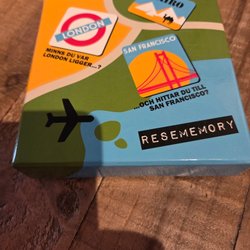 LONDON
MINNS DU VAR
LONDON LIGGER...?
SAN FRANCISCO
...OCH HITTAR DU TILL
SAN FRANCISCO?
RESEMEMORY